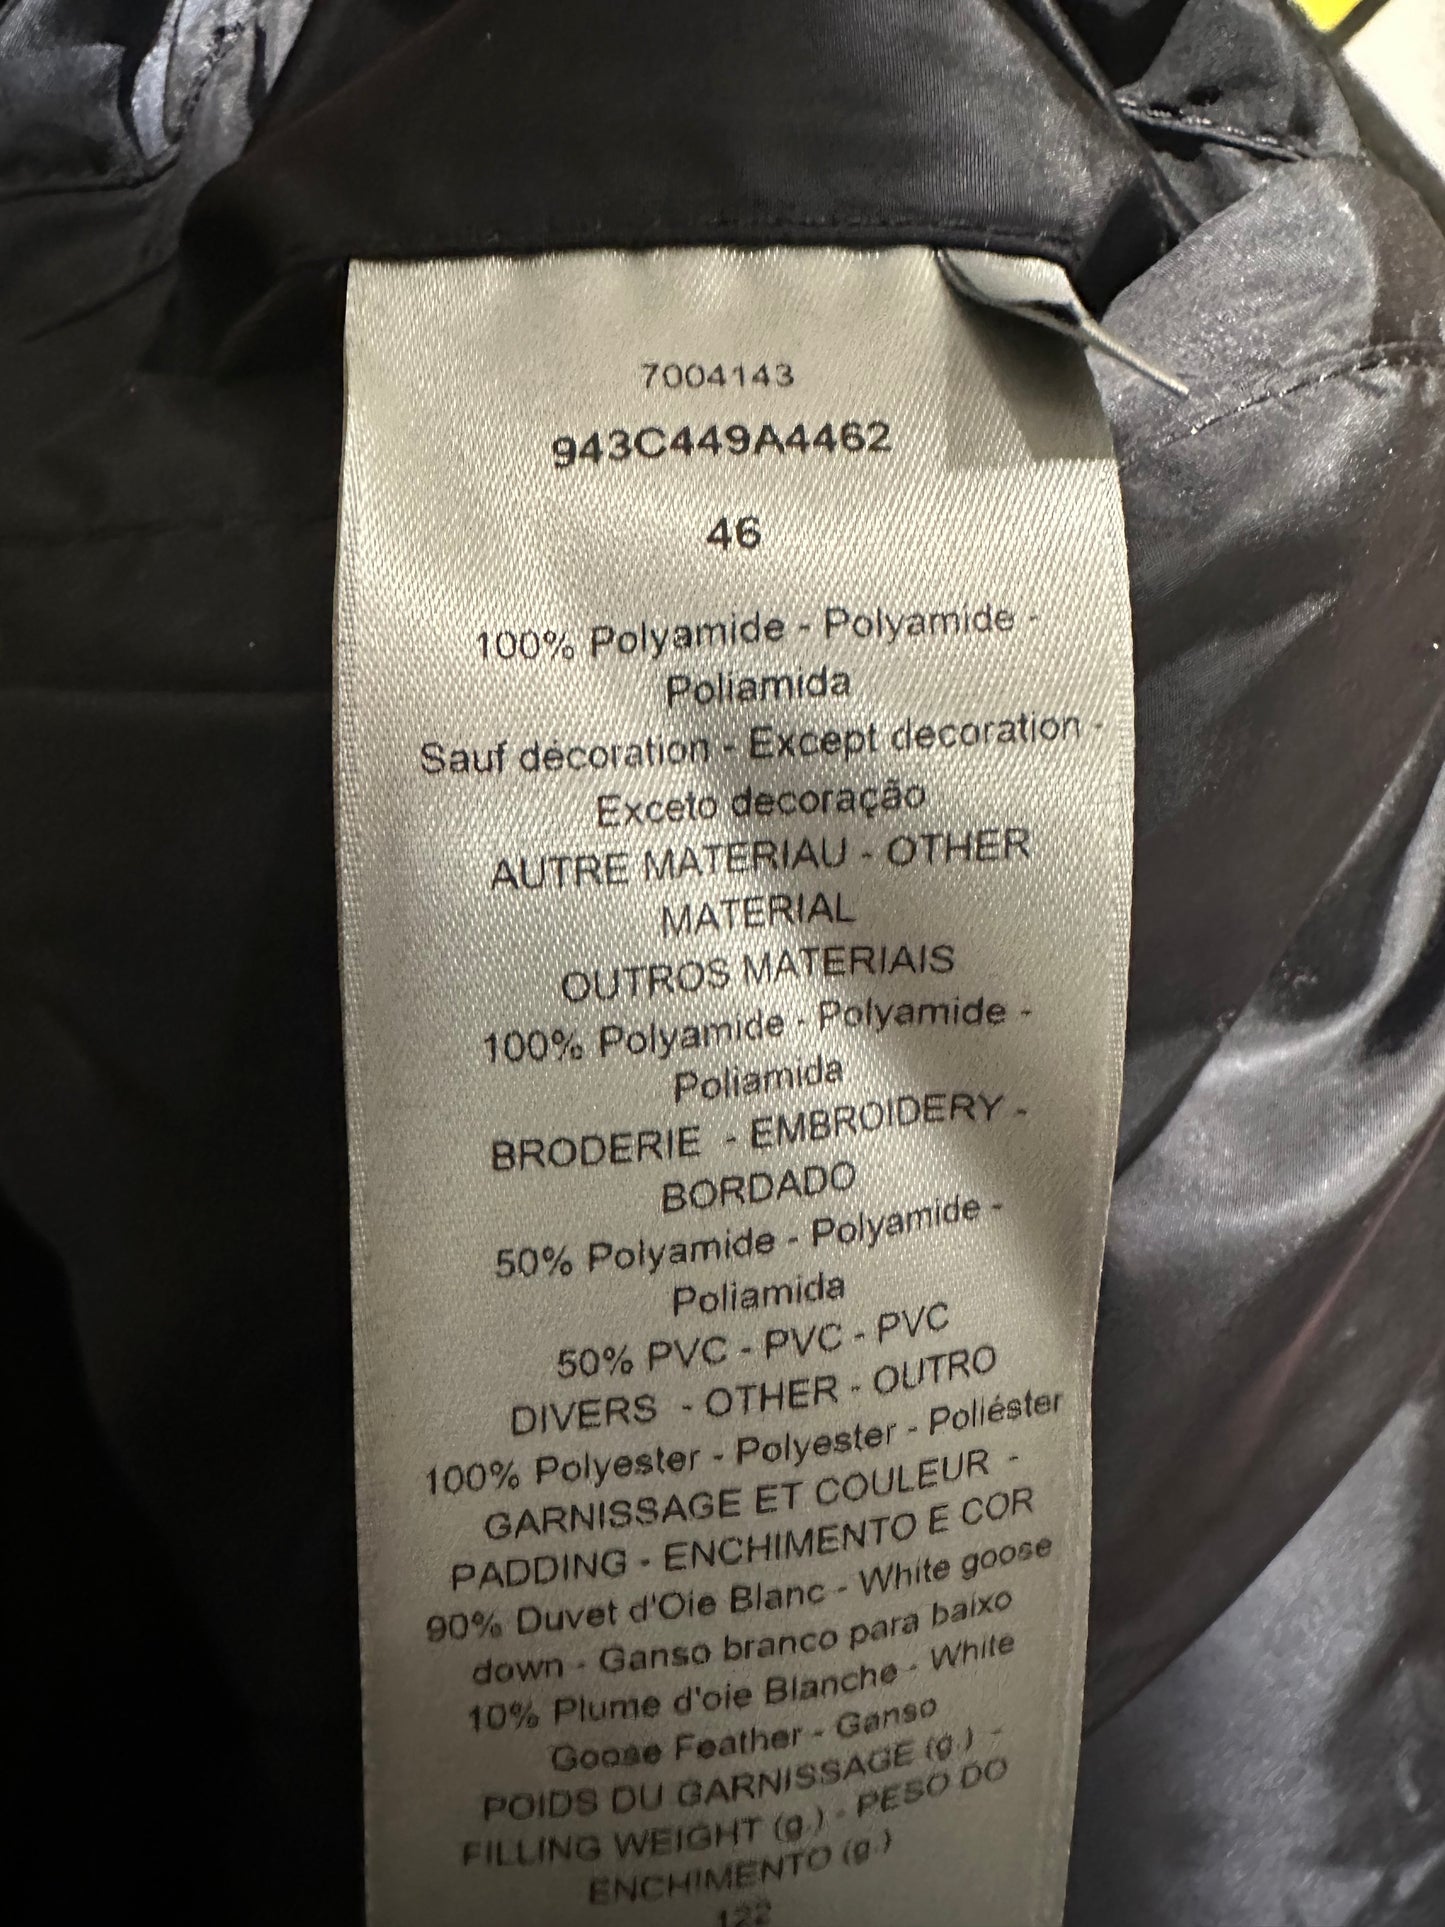 7004143
943C449A4462
46
100% Polyamide - Polyamide -
Poliamida
Sauf décoration - Except decoration -
Exceto decoração
AUTRE MATERIAU - OTHER
MATERIAL
OUTROS MATERIAIS
100% Polyamide - Polyamide -
Poliamida
BRODERIE - EMBROIDERY -
BORDADO
50% Polyamide - Polyamide -
Poliamida
50% PVC - PVC - PVC
DIVERS - OTHER - OUTRO
100% Polyester - Polyester - Poliéster
GARNISSAGE ET COULEUR -
PADDING - ENCHIMENTO E COR
90% Duvet d'Oie Blanc - White goose
down - Ganso branco para baixo
10% Plume d'oie Blanche - White
Goose Feather - Ganso
POIDS DU GARNISSAGE (g.) -
FILLING WEIGHT (g.) - PESO DO
ENCHIMENTO (g.)
122